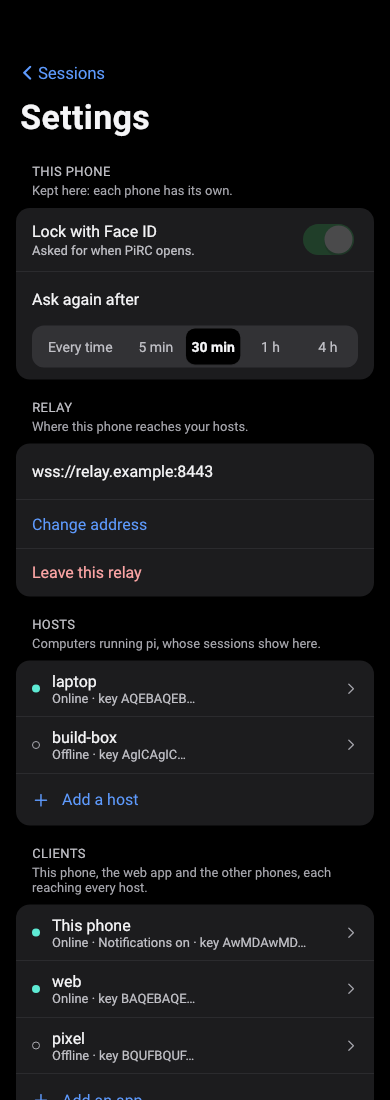 Sessions
Settings
THIS PHONE
Kept here: each phone has its own.
Lock with Face ID
Asked for when PiRC opens.
Ask again after
Every time 5 min 30 min 1 h 4 h
RELAY
Where this phone reaches your hosts.
wss://relay.example:8443
Change address
Leave this relay
HOSTS
Computers running pi, whose sessions show here.
laptop
Online · key AQEBAQEB…
build-box
Offline · key AgICAgIC…
Add a host
CLIENTS
This phone, the web app and the other phones, each
reaching every host.
This phone
Online · Notifications on · key AwMDAwMD…
web
Online · key BAQEBAQE…
pixel
Offline · key BQUFBQUF…
Add an app